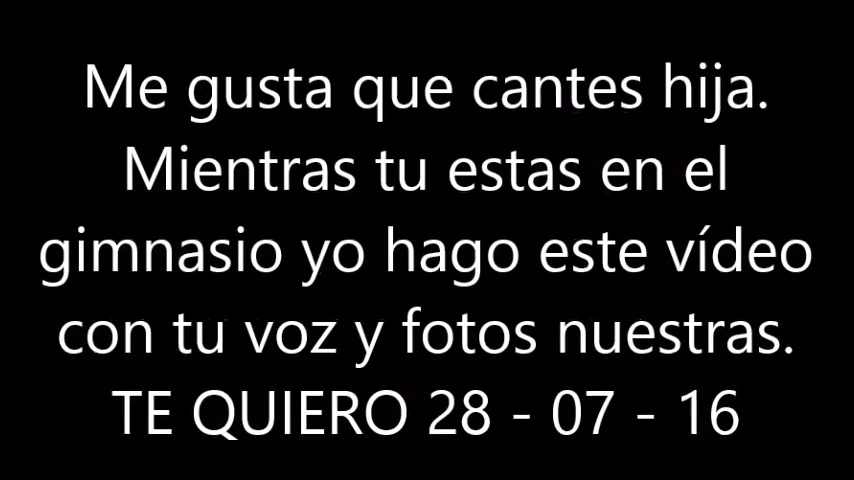 Me gusta que cantes hija.
Mientras tu estas en el
gimnasio yo hago este vídeo
con tu voz y fotos nuestras.
TE QUIERO 28 - 07 - 16